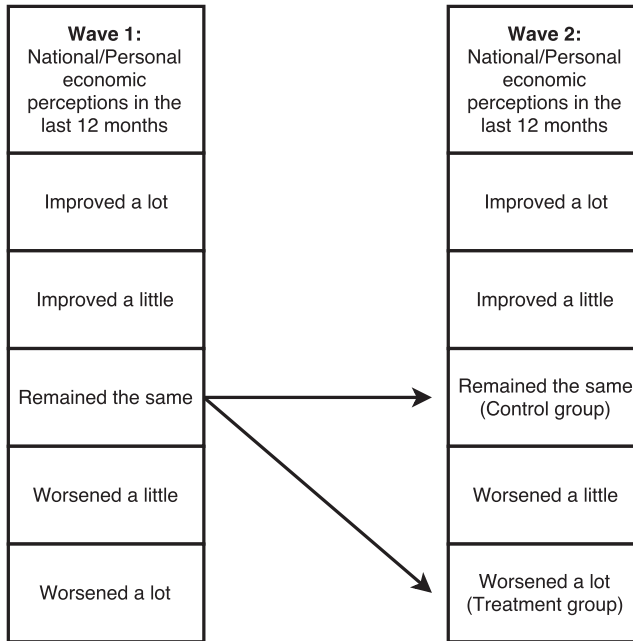 Wave 1:
National/Personal
economic
perceptions in the
last 12 months
Improved a lot
Improved a little
Remained the same
Worsened a little
Worsened a lot
Wave 2:
National/Personal
economic
perceptions in the
last 12 months
Improved a lot
Improved a little
Remained the same
(Control group)
Worsened a little
Worsened a lot
(Treatment group)